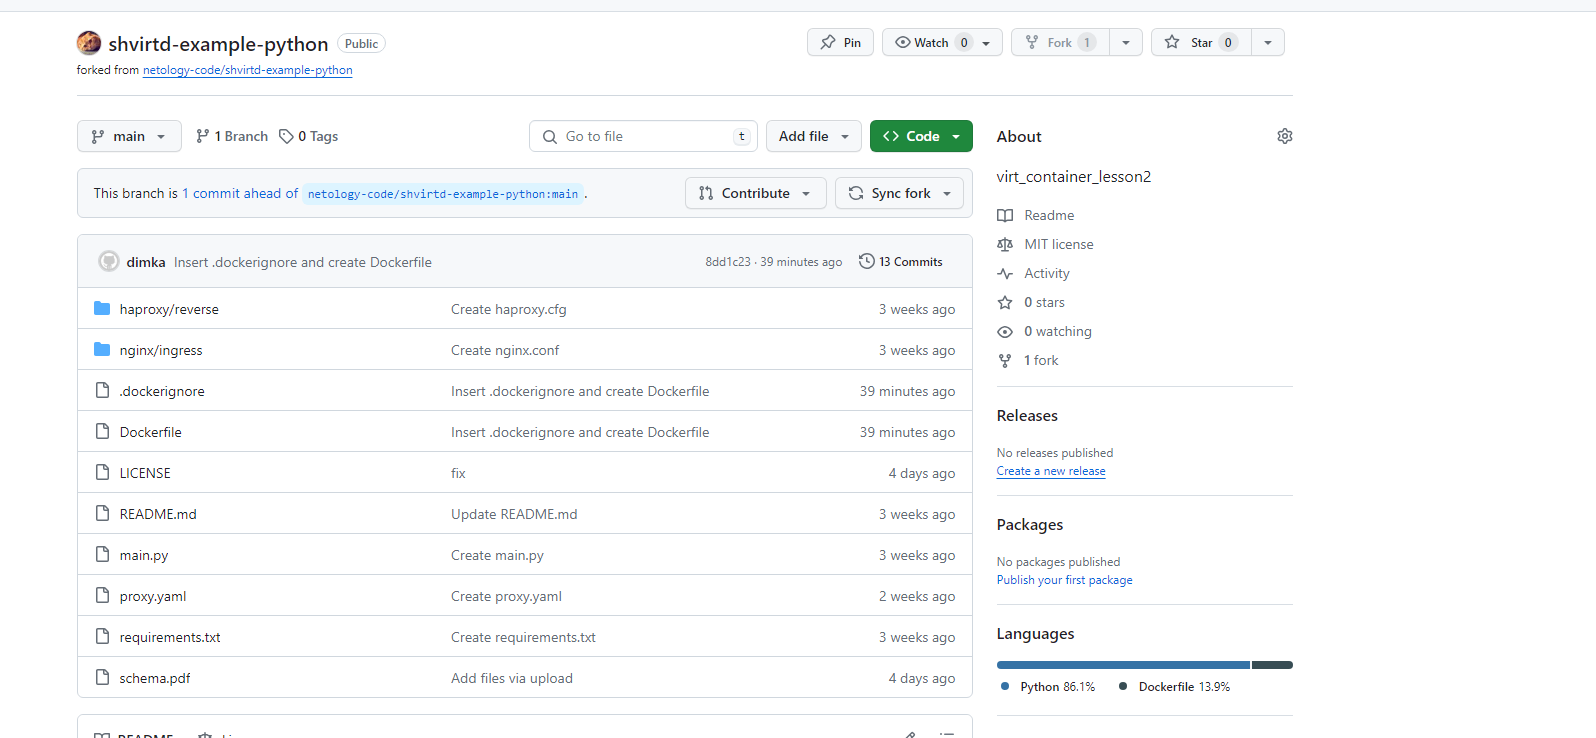 shvirtd-example-python Public
Pin Watch 0 Fork 1 Star 0
forked from netology-code/shvirtd-example-python
main 1 Branch 0 Tags Go to file t Add file Code
This branch is 1 commit ahead of netology-code/shvirtd-example-python:main . Contribute Sync fork
dimka Insert .dockerignore and create Dockerfile 8dd1c23 · 39 minutes ago 13 Commits
haproxy/reverse Create haproxy.cfg 3 weeks ago
nginx/ingress Create nginx.conf 3 weeks ago
.dockerignore Insert .dockerignore and create Dockerfile 39 minutes ago
Dockerfile Insert .dockerignore and create Dockerfile 39 minutes ago
LICENSE fix 4 days ago
README.md Update README.md 3 weeks ago
main.py Create main.py 3 weeks ago
proxy.yaml Create proxy.yaml 2 weeks ago
requirements.txt Create requirements.txt 3 weeks ago
schema.pdf Add files via upload 4 days ago
README
About
virt_container_lesson2
Readme
MIT license
Activity
0 stars
0 watching
1 fork
Releases
No releases published
Create a new release
Packages
No packages published
Publish your first package
Languages
Python 86.1% Dockerfile 13.9%